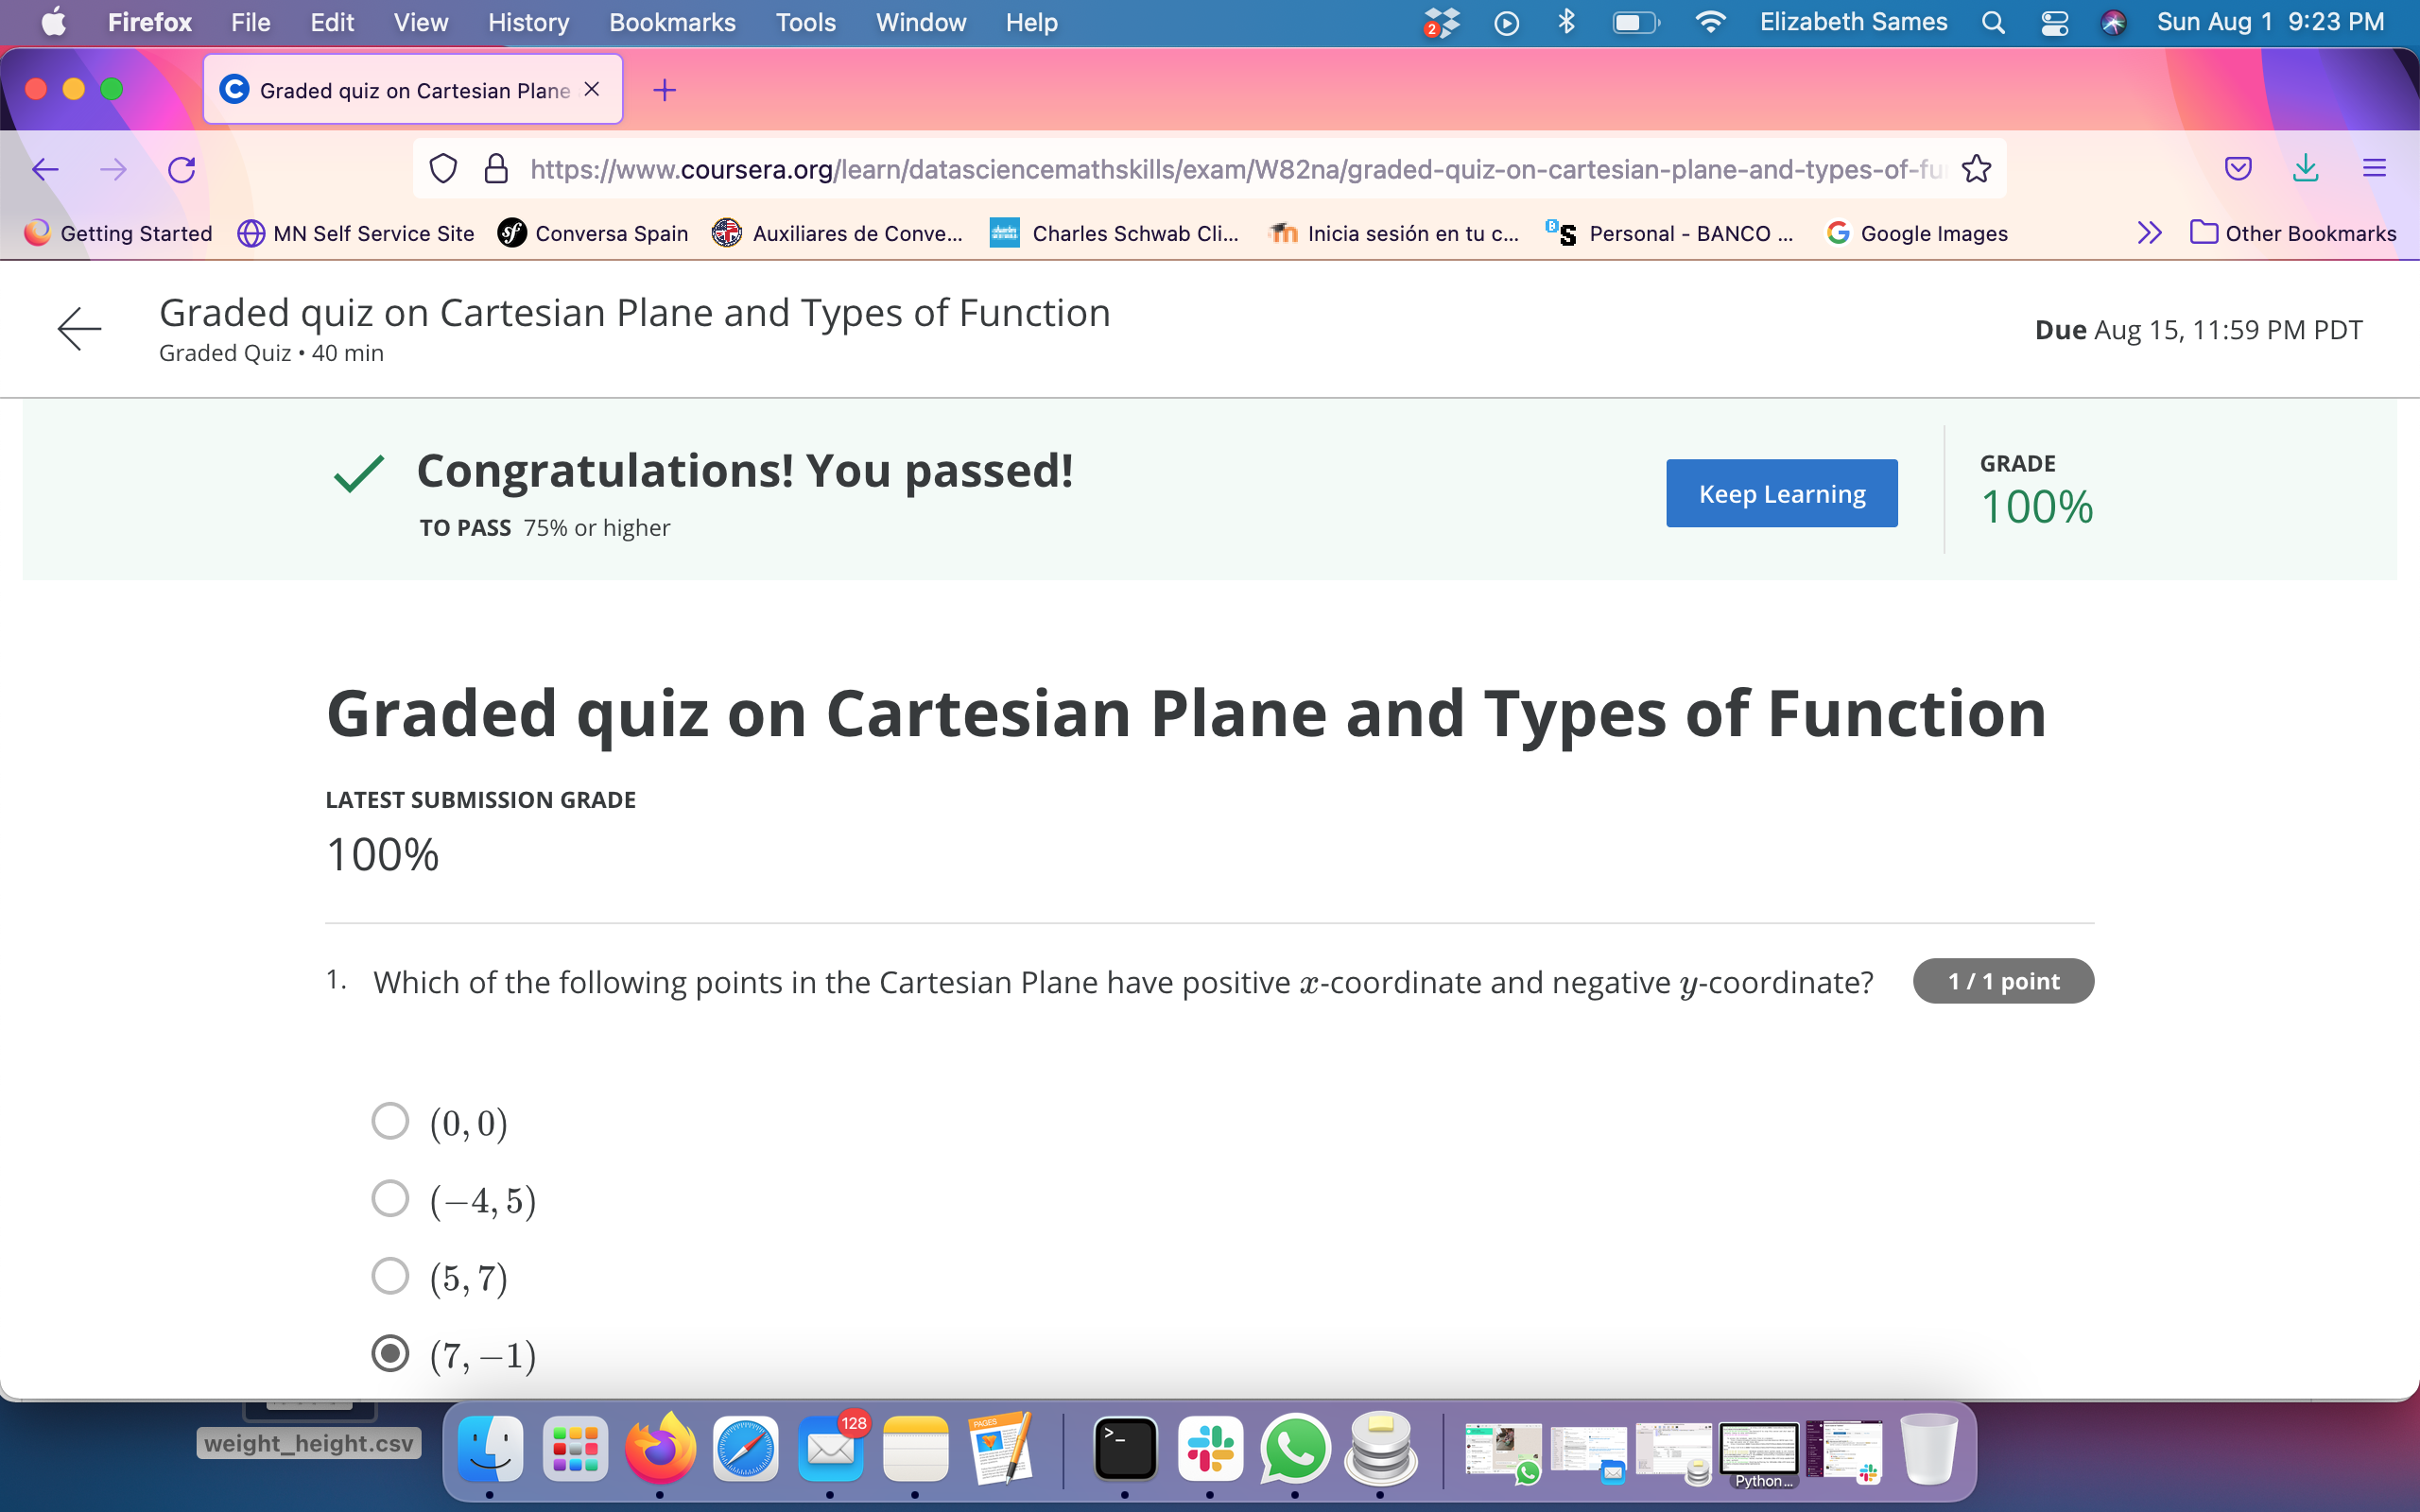 Firefox File Edit View History Bookmarks Tools Window Help 2 Elizabeth Sames Sun Aug 1 9:23 PM
Graded quiz on Cartesian Plane
https://www.coursera.org/learn/datasciencemathskills/exam/W82na/graded-quiz-on-cartesian-plane-and-types-of-fu
Getting Started MN Self Service Site sf Conversa Spain Auxiliares de Conve... Charles Schwab Cli... Inicia sesión en tu c... Personal - BANCO ... Google Images Other Bookmarks
Graded quiz on Cartesian Plane and Types of Function
Graded Quiz • 40 min
Due Aug 15, 11:59 PM PDT
Congratulations! You passed!
TO PASS 75% or higher
Keep Learning
GRADE
100%
Graded quiz on Cartesian Plane and Types of Function
LATEST SUBMISSION GRADE
100%
1. Which of the following points in the Cartesian Plane have positive x-coordinate and negative y-coordinate? 1 / 1 point
(0, 0)
(−4, 5)
(5, 7)
(7, −1)
weight_height.csv
128
PAGES
Python ...